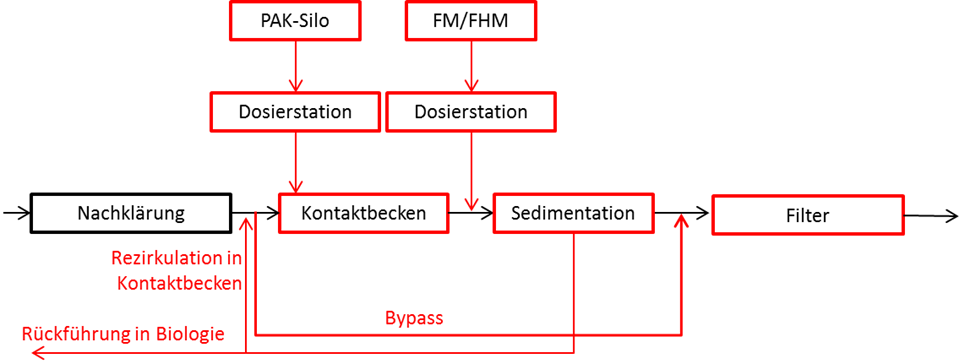 PAK-Silo
FM/FHM
Dosierstation
Dosierstation
Nachklärung
Kontaktbecken
Sedimentation
Filter
Rezirkulation in
Kontaktbecken
Bypass
Rückführung in Biologie